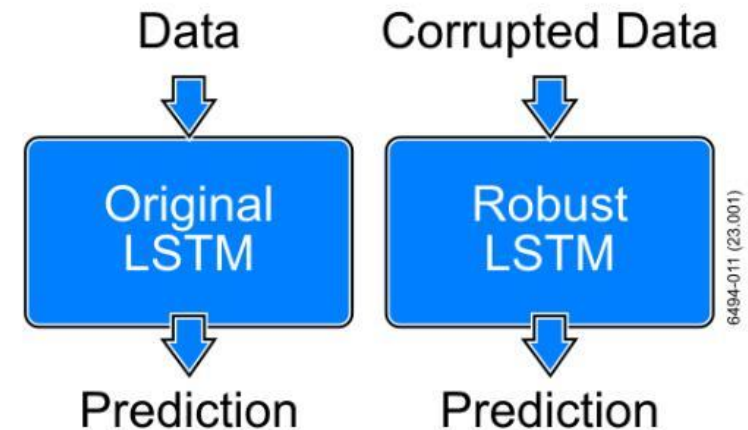 Data
Corrupted Data
Original
LSTM
Robust
LSTM
Prediction
Prediction
6494-011 (23.001)